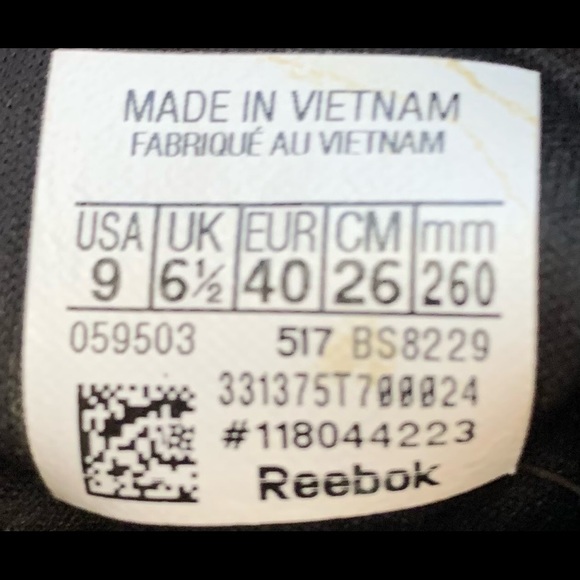 MADE IN VIETNAM
FABRIQUÉ AU VIETNAM
USA UK EUR CM mm
9 6½ 40 26 260
059503 517 BS8229
331375T700024
#118044223
Reebok